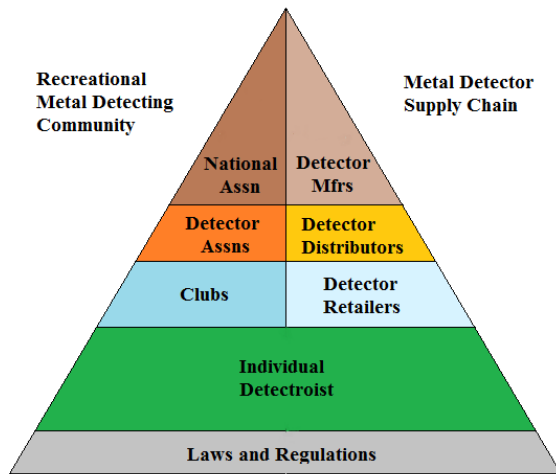 Recreational
Metal Detecting
Community
Metal Detector
Supply Chain
National
Assn
Detector
Mfrs
Detector
Assns
Detector
Distributors
Clubs
Detector
Retailers
Individual
Detectroist
Laws and Regulations